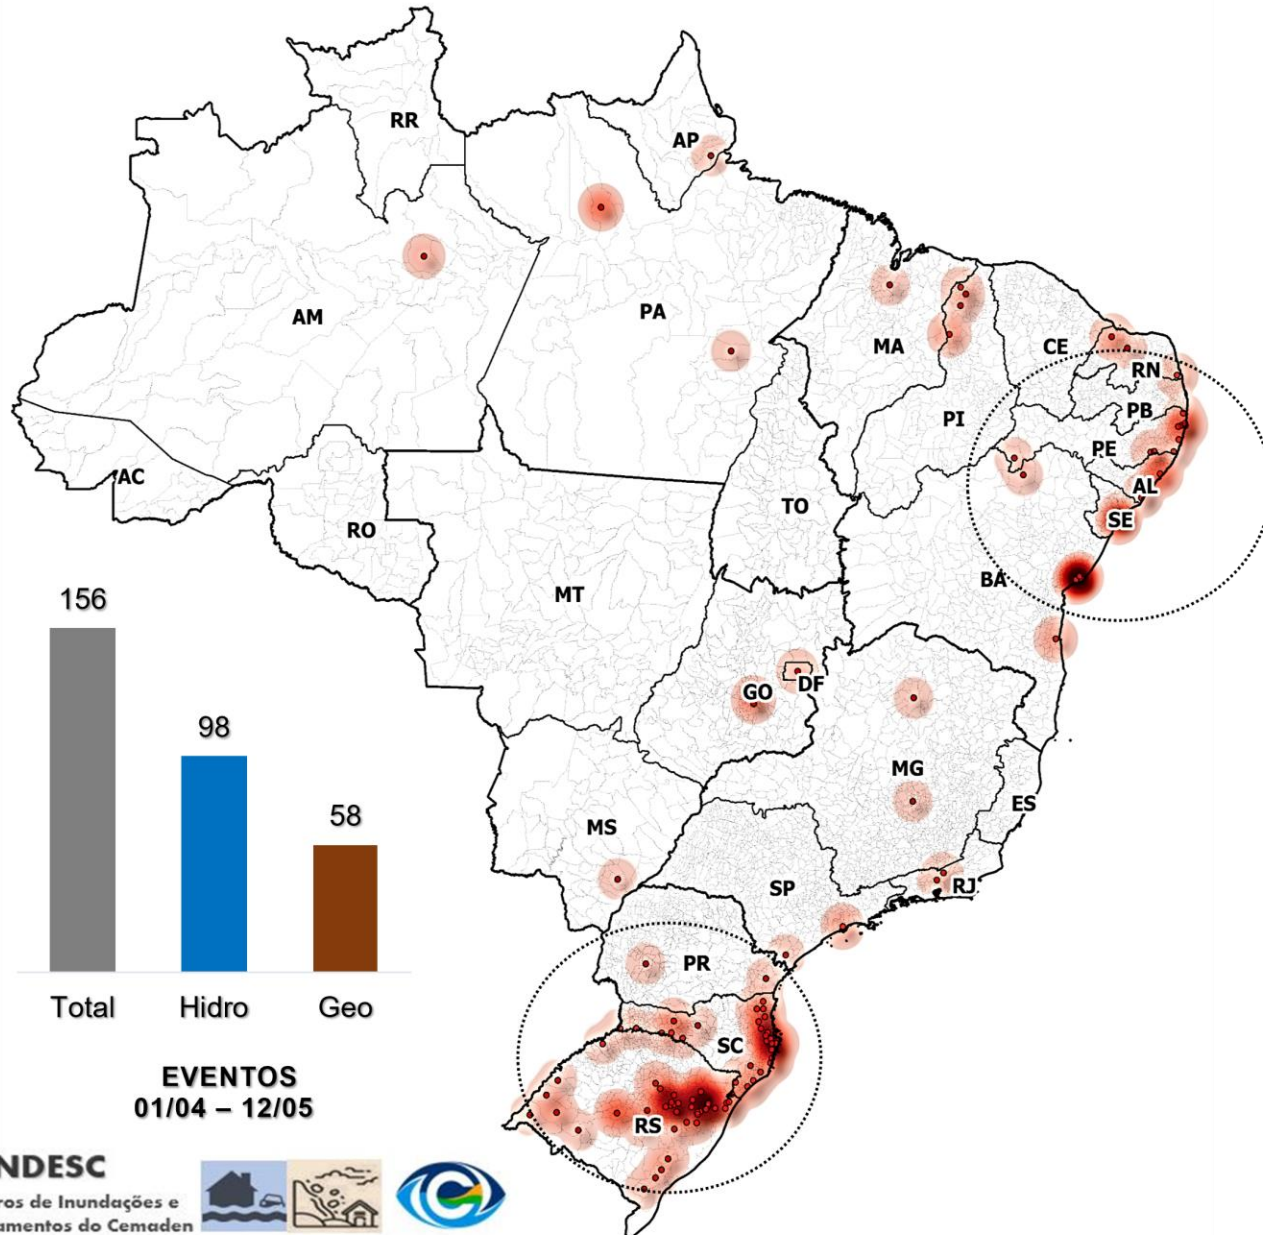 RR
AP
AM
PA
MA
CE
RN
PB
PI
PE
AL
SE
AC
RO
TO
BA
MT
GO
DF
MG
ES
MS
SP
RJ
PR
SC
RS
156
98
58
Total
Hidro
Geo
EVENTOS
01/04 – 12/05
NDESC
ros de Inundações e
amentos do Cemaden